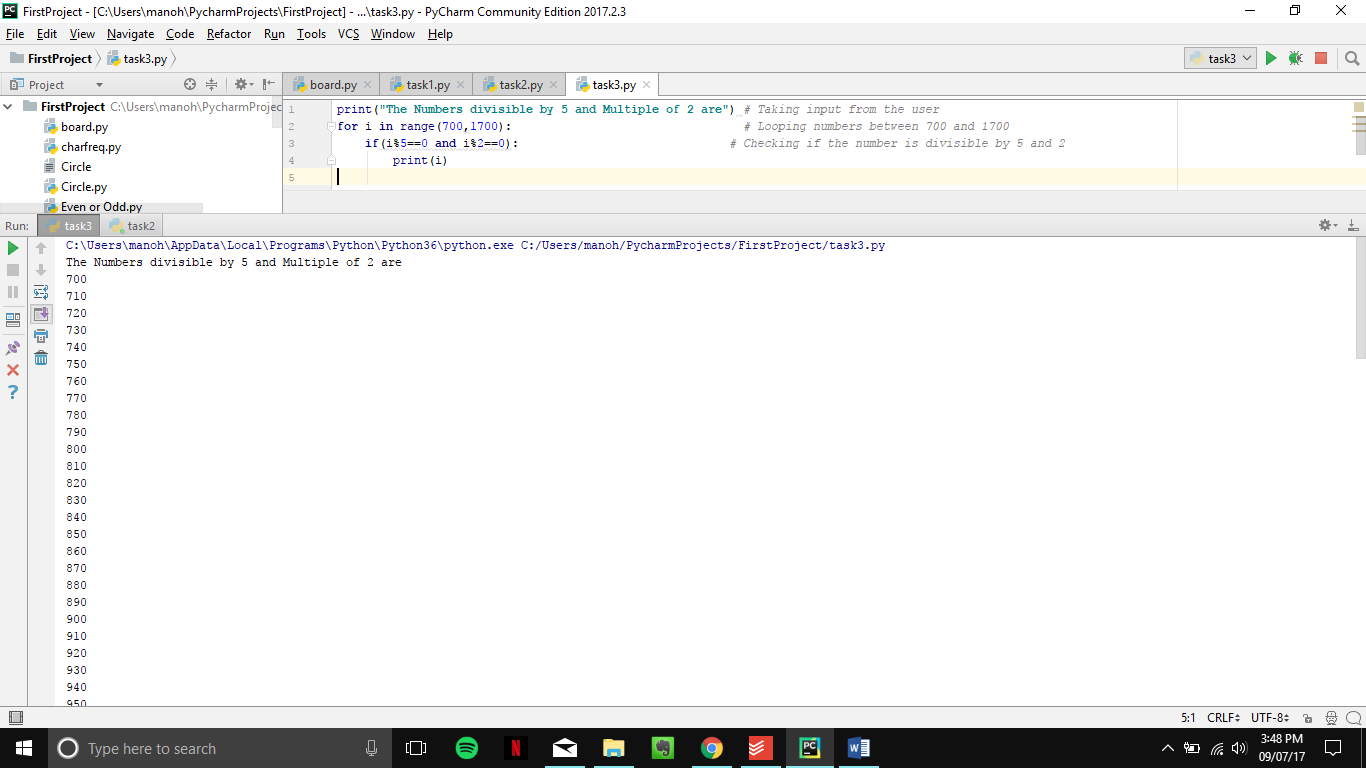 FirstProject - [C:\Users\manoh\PycharmProjects\FirstProject] - ...\task3.py - PyCharm Community Edition 2017.2.3
File Edit View Navigate Code Refactor Run Tools VCS Window Help
FirstProject task3.py task3
Project board.py task1.py task2.py task3.py
FirstProject C:\Users\manoh\PycharmProjec
board.py
charfreq.py
Circle
Circle.py
Even or Odd.py
1 print("The Numbers divisible by 5 and Multiple of 2 are") # Taking input from the user
2 for i in range(700,1700): # Looping numbers between 700 and 1700
3 if(i%5==0 and i%2==0): # Checking if the number is divisible by 5 and 2
4 print(i)
5
Run: task3 task2
C:\Users\manoh\AppData\Local\Programs\Python\Python36\python.exe C:/Users/manoh/PycharmProjects/FirstProject/task3.py
The Numbers divisible by 5 and Multiple of 2 are
700
710
720
730
740
750
760
770
780
790
800
810
820
830
840
850
860
870
880
890
900
910
920
930
940
950
5:1 CRLF UTF-8
Type here to search
3:48 PM
09/07/17